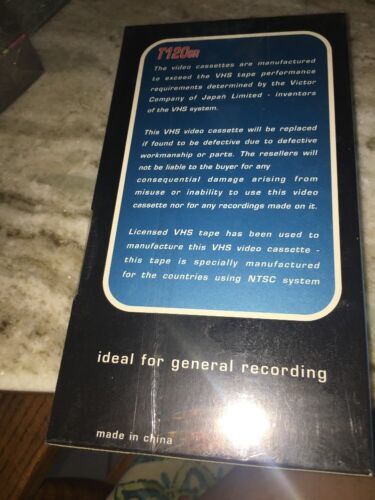 T120
The video cassettes are manufactured
to exceed the VHS tape performance
requirements determined by the Victor
Company of Japan Limited - inventors
of the VHS system.
This VHS video cassette will be replaced
if found to be defective due to defective
workmanship or parts. The resellers will
not be liable to the buyer for any
consequential damage arising from
misuse or inability to use this video
cassette nor for any recordings made on it.
Licensed VHS tape has been used to
manufacture this VHS video cassette -
this tape is specially manufactured
for the countries using NTSC system
ideal for general recording
made in china